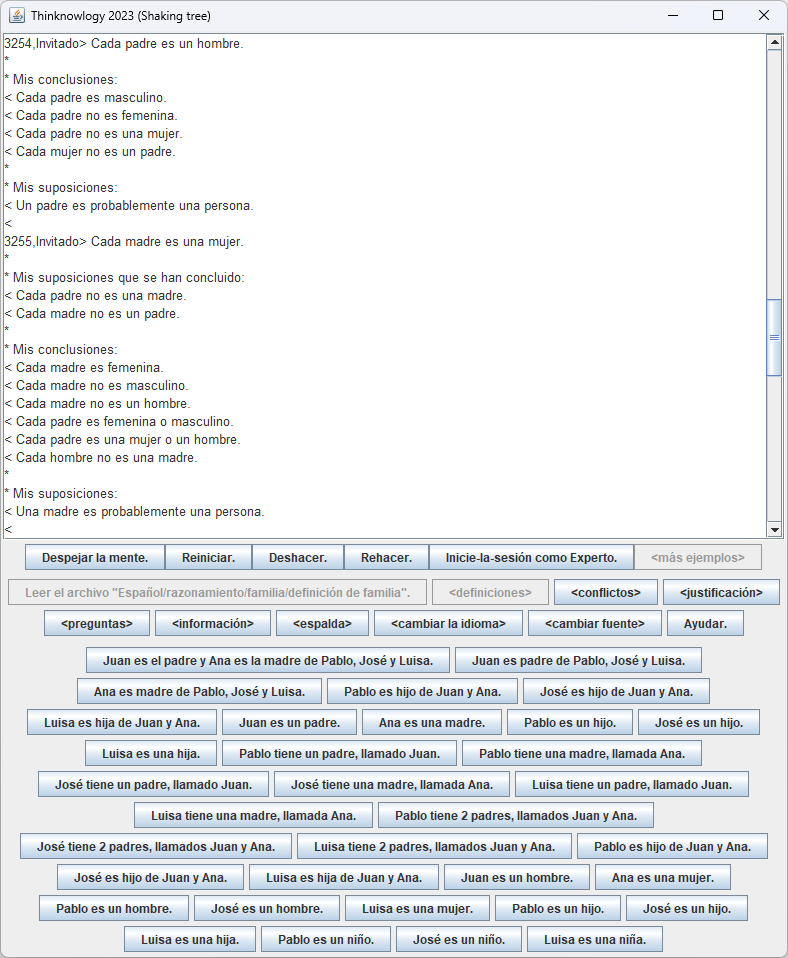 Thinknowlogy 2023 (Shaking tree)
3254,Invitado> Cada padre es un hombre.
*
* Mis conclusiones:
< Cada padre es masculino.
< Cada padre no es femenina.
< Cada padre no es una mujer.
< Cada mujer no es un padre.
*
* Mis suposiciones:
< Un padre es probablemente una persona.
<
3255,Invitado> Cada madre es una mujer.
*
* Mis suposiciones que se han concluido:
< Cada padre no es una madre.
< Cada madre no es un padre.
*
* Mis conclusiones:
< Cada madre es femenina.
< Cada madre no es masculino.
< Cada madre no es un hombre.
< Cada padre es femenina o masculino.
< Cada padre es una mujer o un hombre.
< Cada hombre no es una madre.
*
* Mis suposiciones:
< Una madre es probablemente una persona.
<
Despejar la mente. Reiniciar. Deshacer. Rehacer. Inicie-la-sesión como Experto. <más ejemplos>
Leer el archivo "Español/razonamiento/familia/definición de familia". <definiciones> <conflictos> <justificación>
<preguntas> <información> <espalda> <cambiar la idioma> <cambiar fuente> Ayudar.
Juan es el padre y Ana es la madre de Pablo, José y Luisa. Juan es padre de Pablo, José y Luisa.
Ana es madre de Pablo, José y Luisa. Pablo es hijo de Juan y Ana. José es hijo de Juan y Ana.
Luisa es hija de Juan y Ana. Juan es un padre. Ana es una madre. Pablo es un hijo. José es un hijo.
Luisa es una hija. Pablo tiene un padre, llamado Juan. Pablo tiene una madre, llamada Ana.
José tiene un padre, llamado Juan. José tiene una madre, llamada Ana. Luisa tiene un padre, llamado Juan.
Luisa tiene una madre, llamada Ana. Pablo tiene 2 padres, llamados Juan y Ana.
José tiene 2 padres, llamados Juan y Ana. Luisa tiene 2 padres, llamados Juan y Ana. Pablo es hijo de Juan y Ana.
José es hijo de Juan y Ana. Luisa es hija de Juan y Ana. Juan es un hombre. Ana es una mujer.
Pablo es un hombre. José es un hombre. Luisa es una mujer. Pablo es un hijo. José es un hijo.
Luisa es una hija. Pablo es un niño. José es un niño. Luisa es una niña.